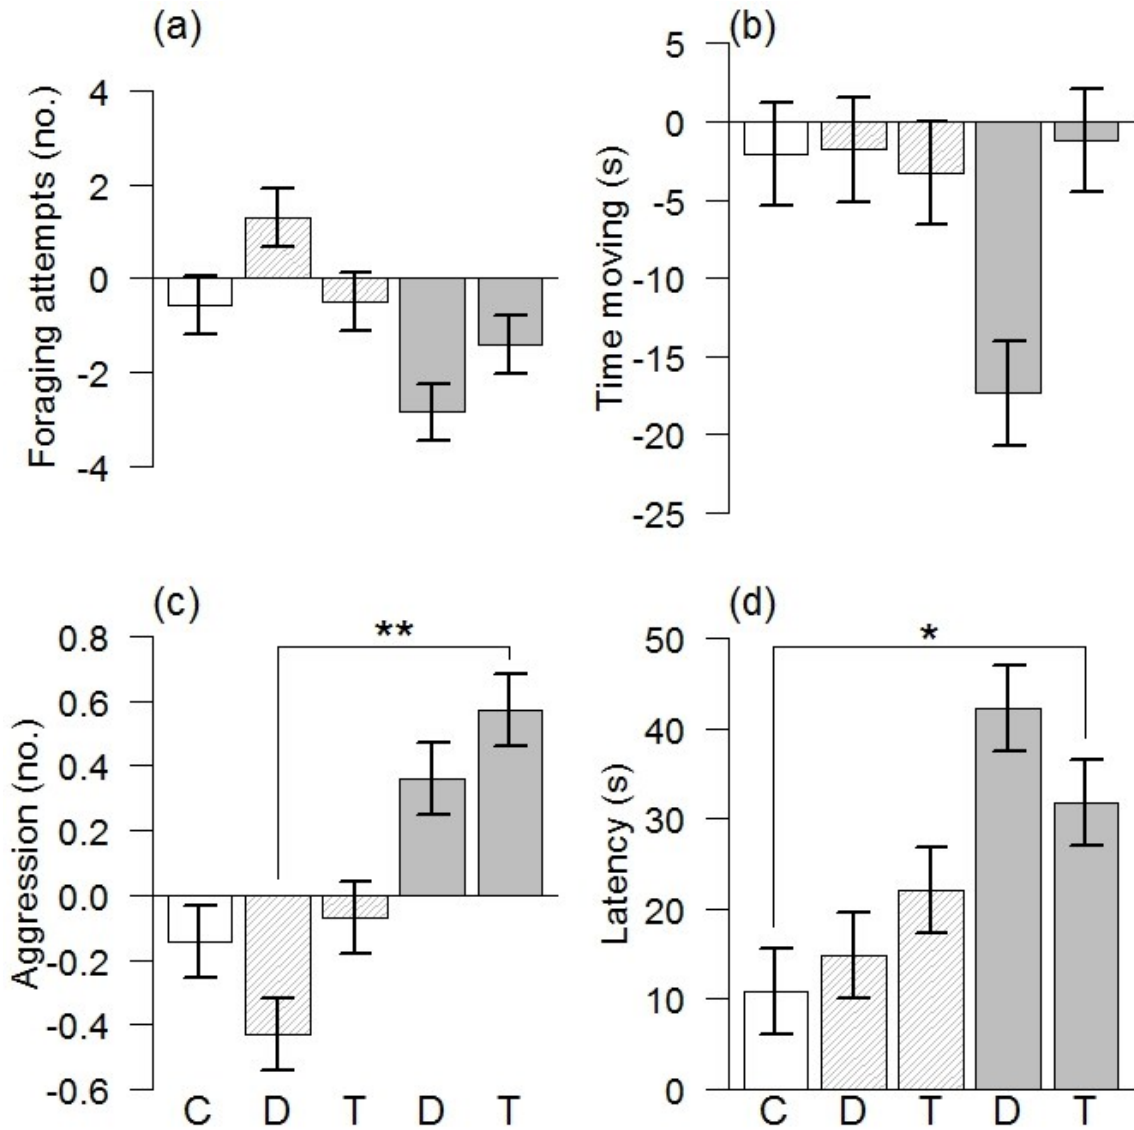 (a)
Foraging attempts (no.)
4
2
0
-2
-4
(b)
Time moving (s)
5
0
-5
-10
-15
-20
-25
(c)
Aggression (no.)
0.8
0.6
0.4
0.2
0.0
-0.2
-0.4
-0.6
**
C D T D T
(d)
Latency (s)
50
40
30
20
10
0
*
C D T D T